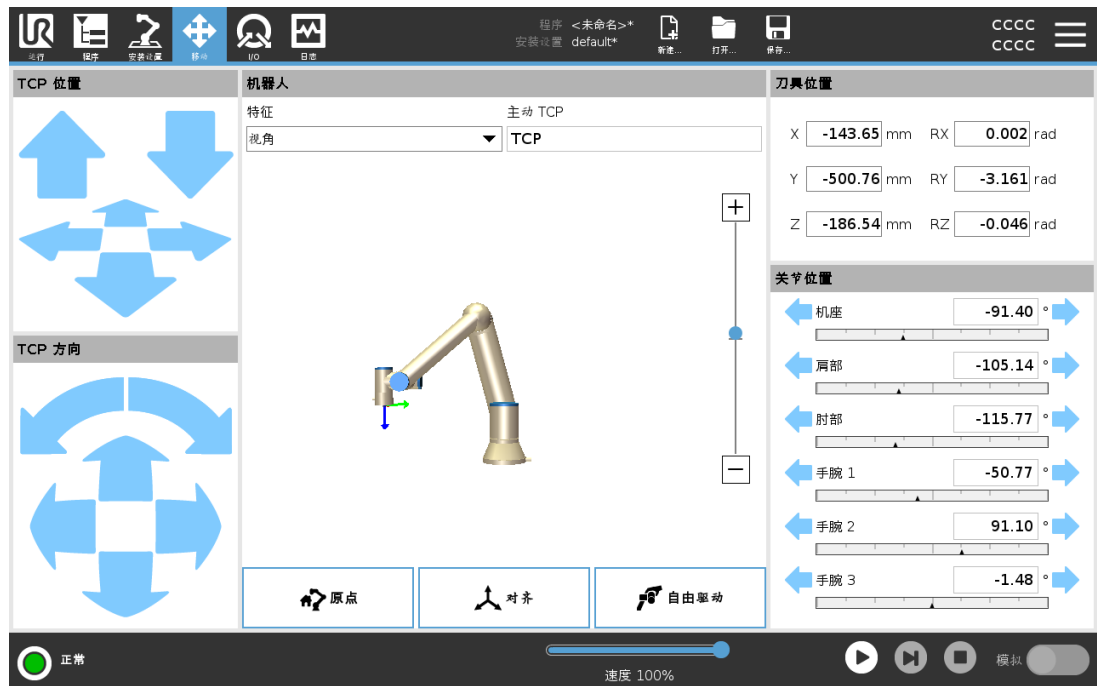 程序 <未命名>*
CCCC
安装设置 default*
CCCC
运行 程序 安装设置 移动 I/O 日志 新建... 打开... 保存...
TCP 位置
机器人
刀具位置
特征
主动 TCP
视角
TCP
X -143.65 mm RX 0.002 rad
Y -500.76 mm RY -3.161 rad
Z -186.54 mm RZ -0.046 rad
关节位置
机座 -91.40 °
TCP 方向
肩部 -105.14 °
肘部 -115.77 °
手腕 1 -50.77 °
手腕 2 91.10 °
手腕 3 -1.48 °
原点
对齐
自由驱动
正常
速度 100%
模拟